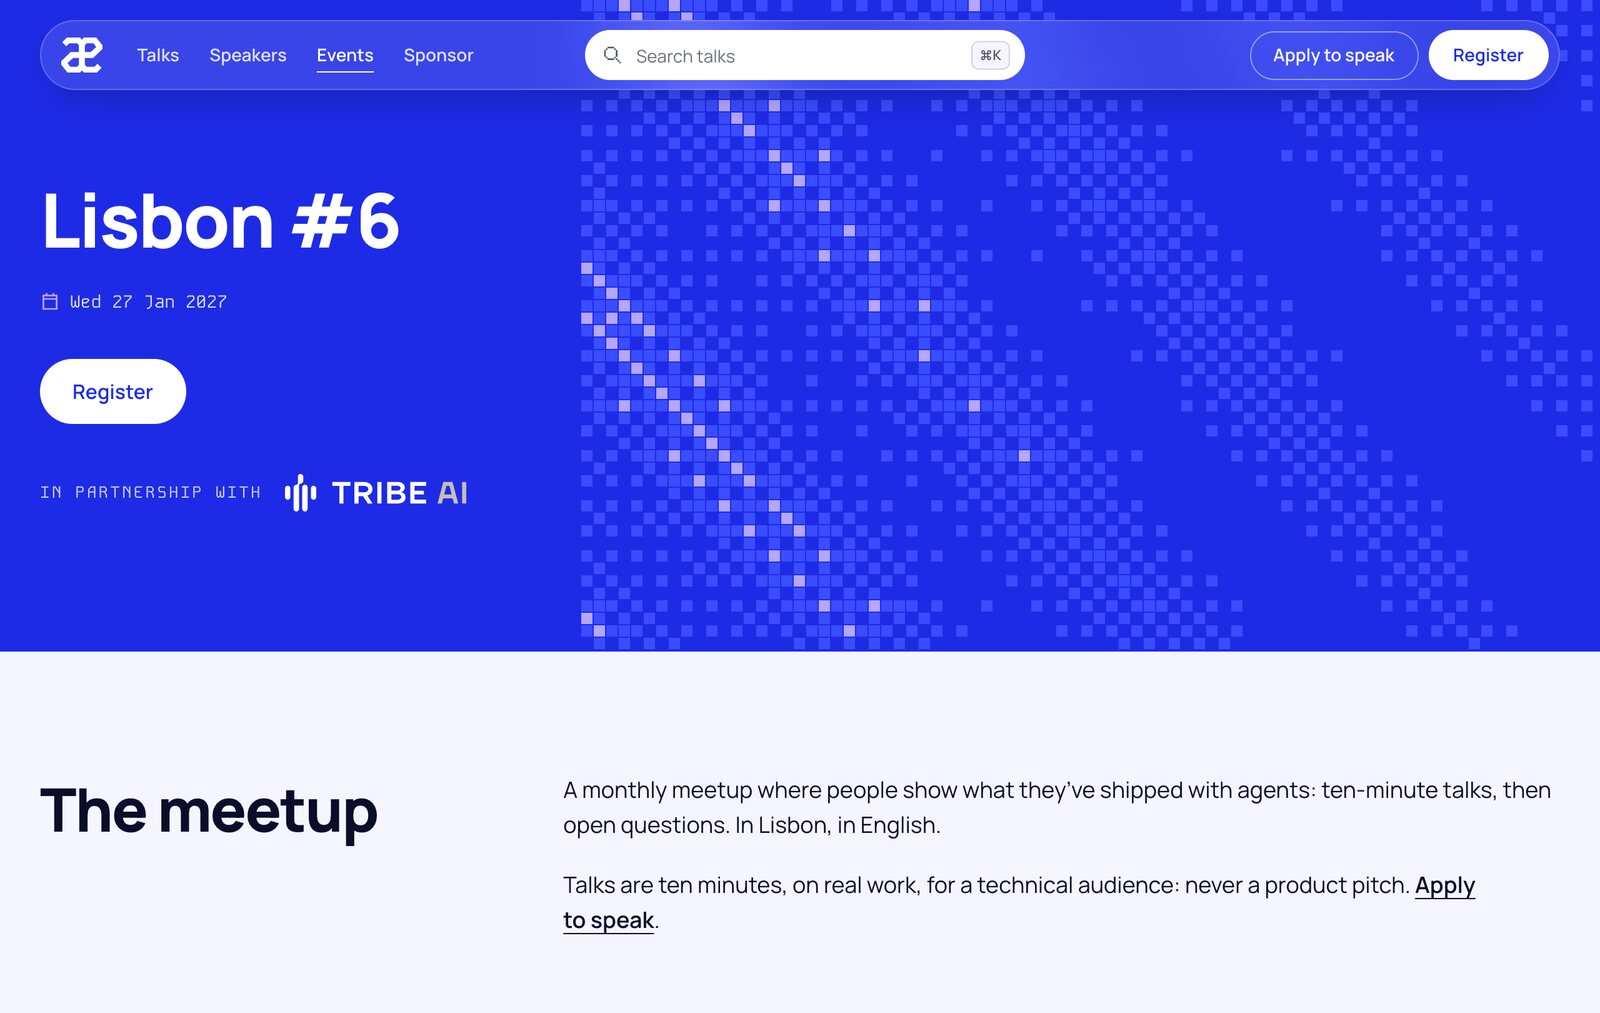 Talks
Speakers
Events
Sponsor
Search talks
⌘K
Apply to speak
Register
Lisbon #6
Wed 27 Jan 2027
Register
IN PARTNERSHIP WITH
TRIBE AI
The meetup
A monthly meetup where people show what they’ve shipped with agents: ten-minute talks, then
open questions. In Lisbon, in English.
Talks are ten minutes, on real work, for a technical audience: never a product pitch. Apply
to speak.